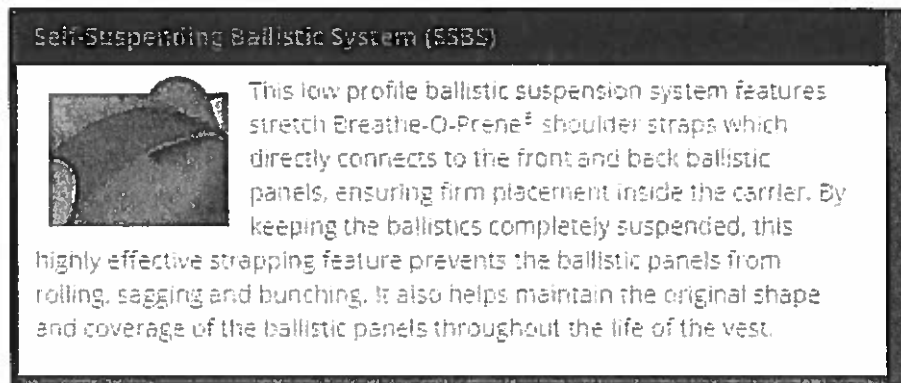 Self-Suspending Ballistic System (SSBS)
This low profile ballistic suspension system features
stretch Breathe-O-Prene® shoulder straps which
directly connects to the front and back ballistic
panels, ensuring firm placement inside the carrier. By
keeping the ballistics completely suspended, this
highly effective strapping feature prevents the ballistic panels from
rolling, sagging and bunching. It also helps maintain the original shape
and coverage of the ballistic panels throughout the life of the vest.